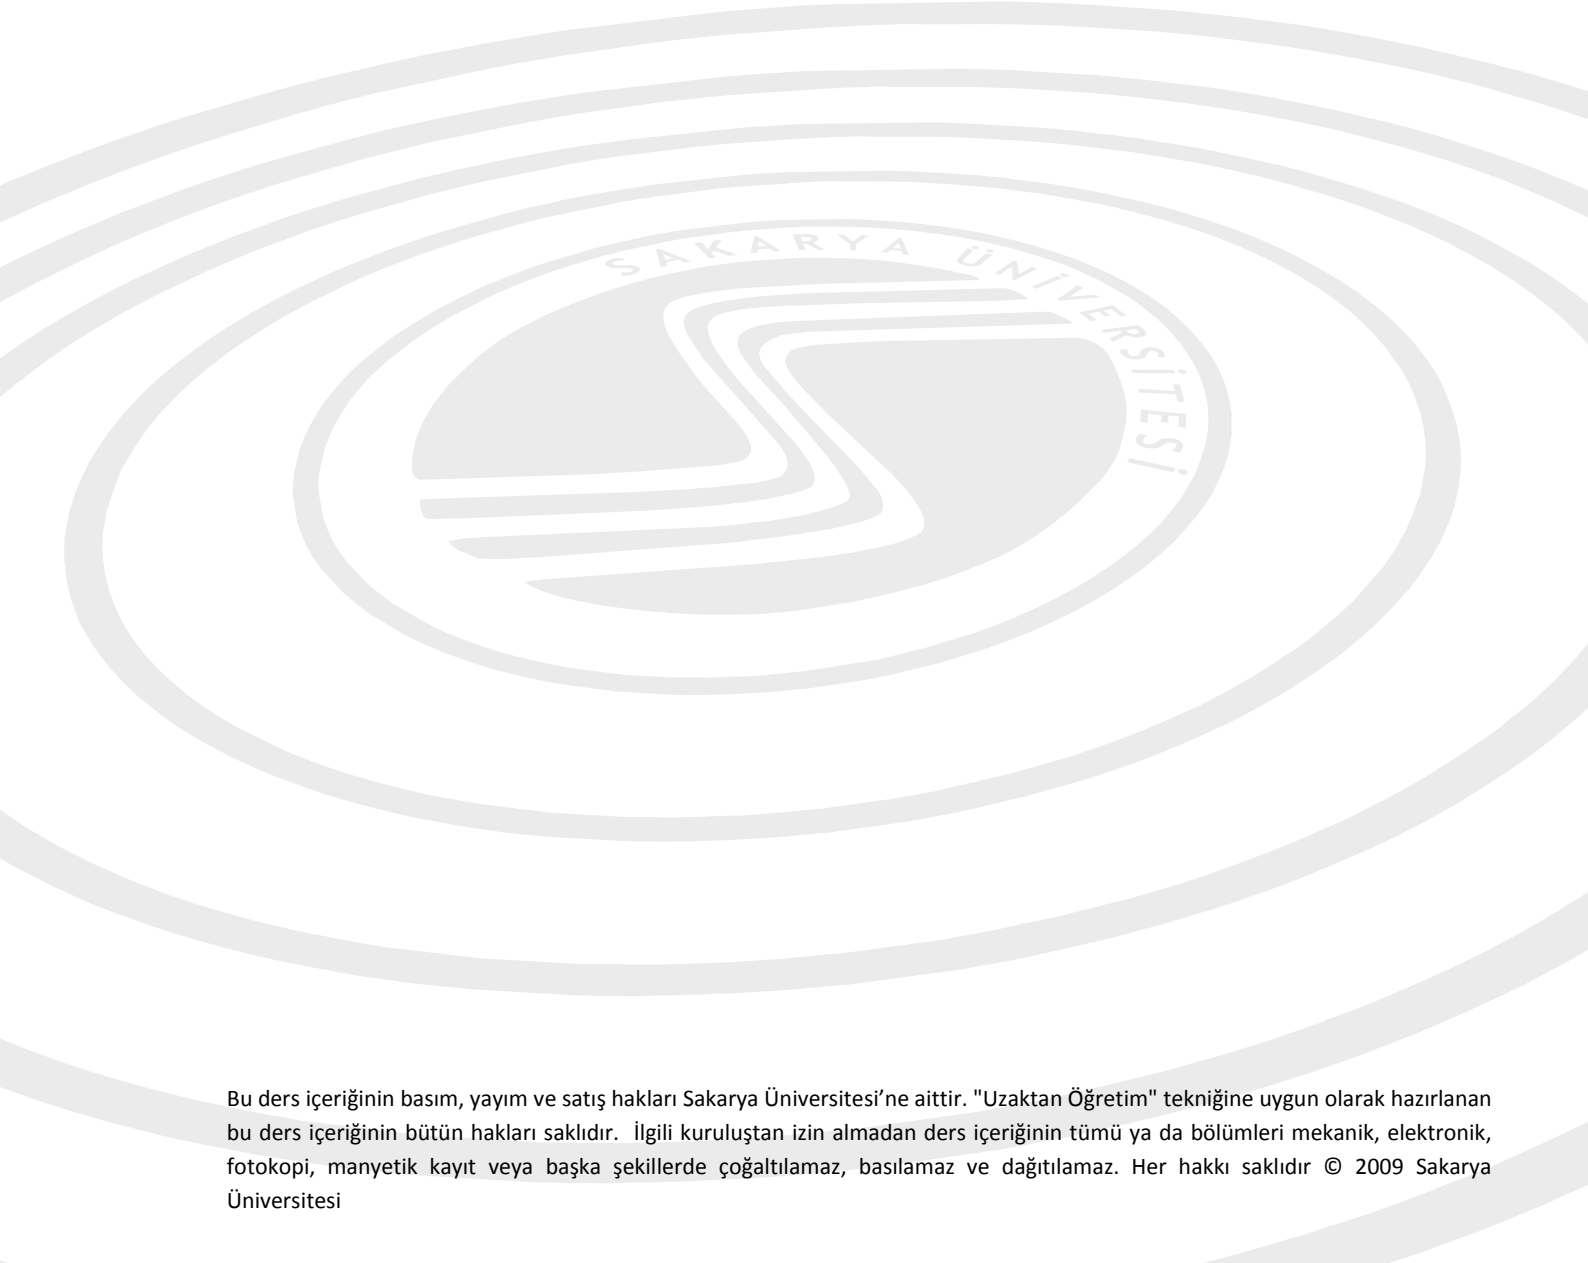 SAKARYA ÜNİVERSİTESİ
Bu ders içeriğinin basım, yayım ve satış hakları Sakarya Üniversitesi’ne aittir. "Uzaktan Öğretim" tekniğine uygun olarak hazırlanan
bu ders içeriğinin bütün hakları saklıdır.  İlgili kuruluştan izin almadan ders içeriğinin tümü ya da bölümleri mekanik, elektronik,
fotokopi, manyetik kayıt veya başka şekillerde çoğaltılamaz, basılamaz ve dağıtılamaz. Her hakkı saklıdır © 2009 Sakarya
Üniversitesi